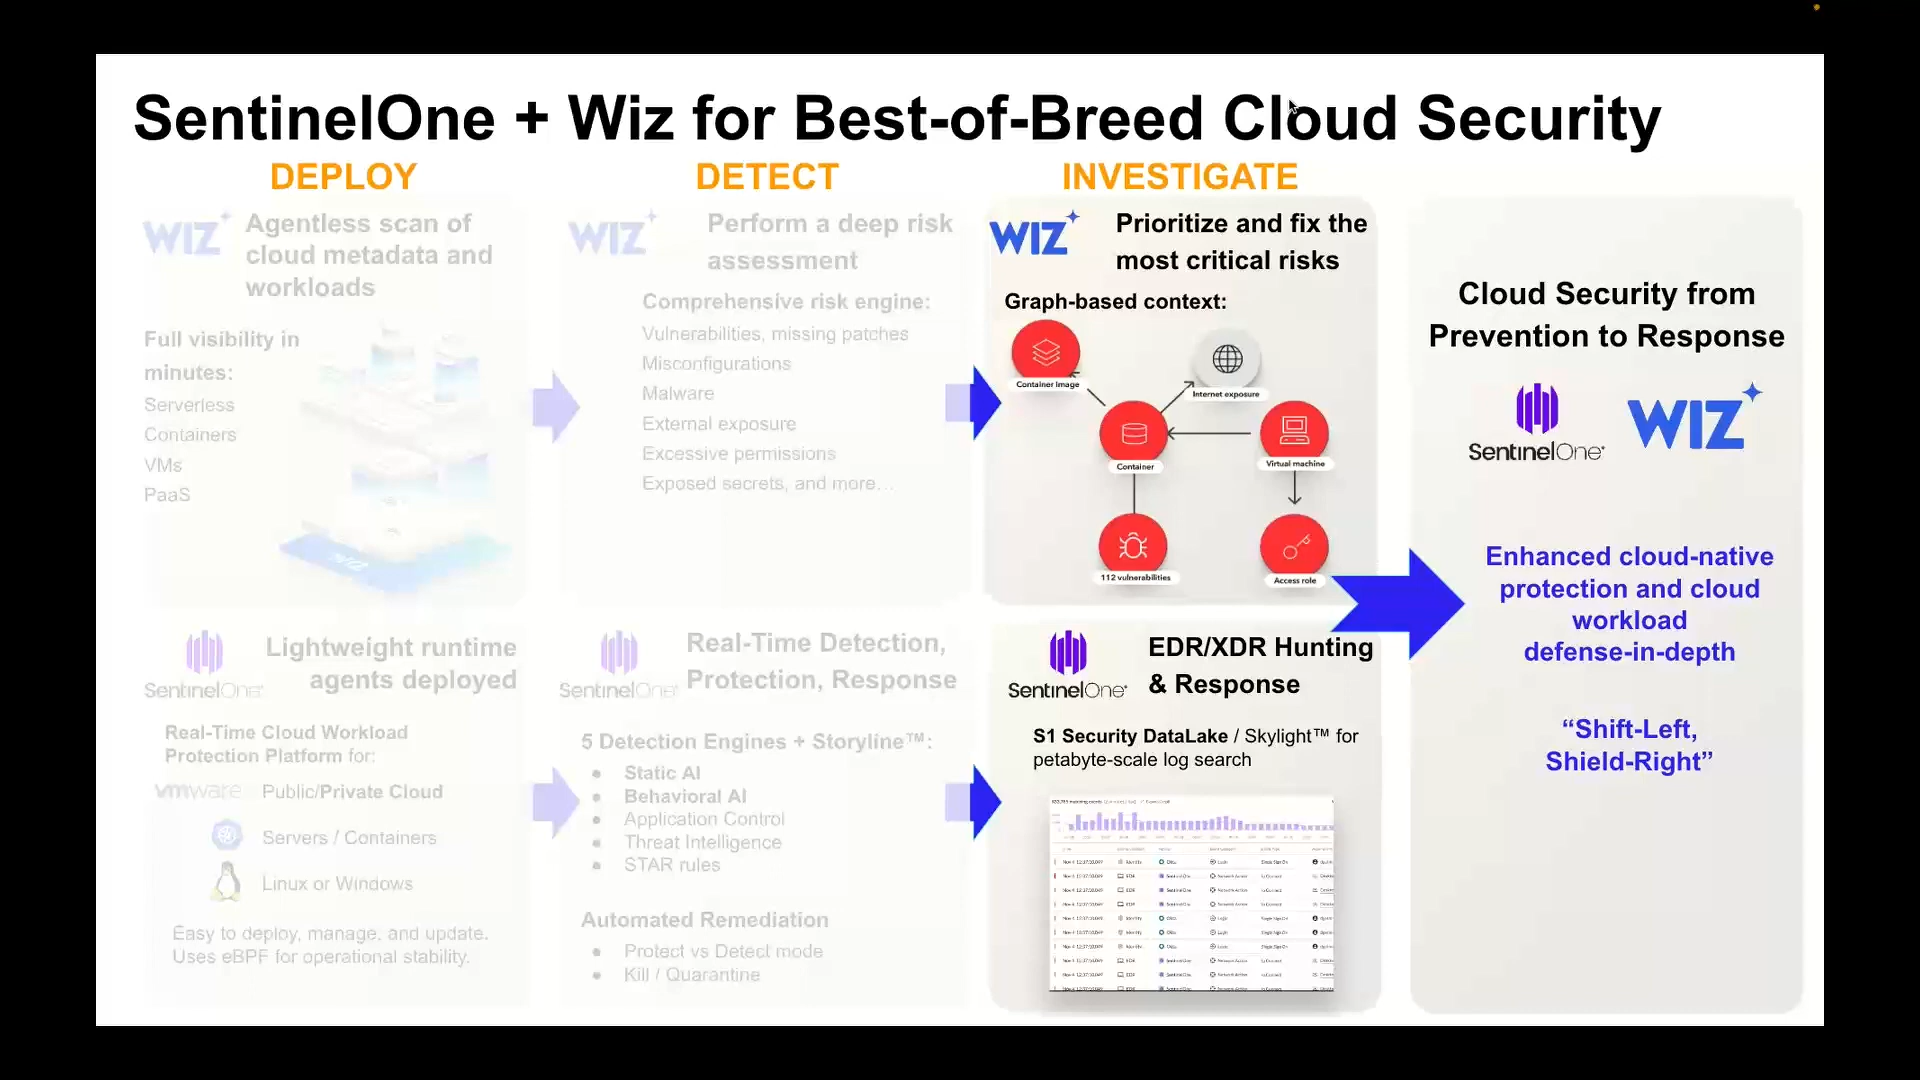 SentinelOne + Wiz for Best-of-Breed Cloud Security
DEPLOY
WIZ
Agentless scan of
cloud metadata and
workloads
Full visibility in
minutes:
Serverless
Containers
VMs
PaaS
SentinelOne
Lightweight runtime
agents deployed
Real-Time Cloud Workload
Protection Platform for:
vmware Public/Private Cloud
Servers / Containers
Linux or Windows
Easy to deploy, manage, and update.
Uses eBPF for operational stability.
DETECT
WIZ
Perform a deep risk
assessment
Comprehensive risk engine:
Vulnerabilities, missing patches
Misconfigurations
Malware
External exposure
Excessive permissions
Exposed secrets, and more…
SentinelOne
Real-Time Detection,
Protection, Response
5 Detection Engines + Storyline™:
● Static AI
● Behavioral AI
● Application Control
● Threat Intelligence
● STAR rules
Automated Remediation
● Protect vs Detect mode
● Kill / Quarantine
INVESTIGATE
WIZ
Prioritize and fix the
most critical risks
Graph-based context:
Container Image
Internet exposure
Container
Virtual machine
112 vulnerabilities
Access role
SentinelOne
EDR/XDR Hunting
& Response
S1 Security DataLake / Skylight™ for
petabyte-scale log search
Cloud Security from
Prevention to Response
SentinelOne
WIZ
Enhanced cloud-native
protection and cloud
workload
defense-in-depth
“Shift-Left,
Shield-Right”